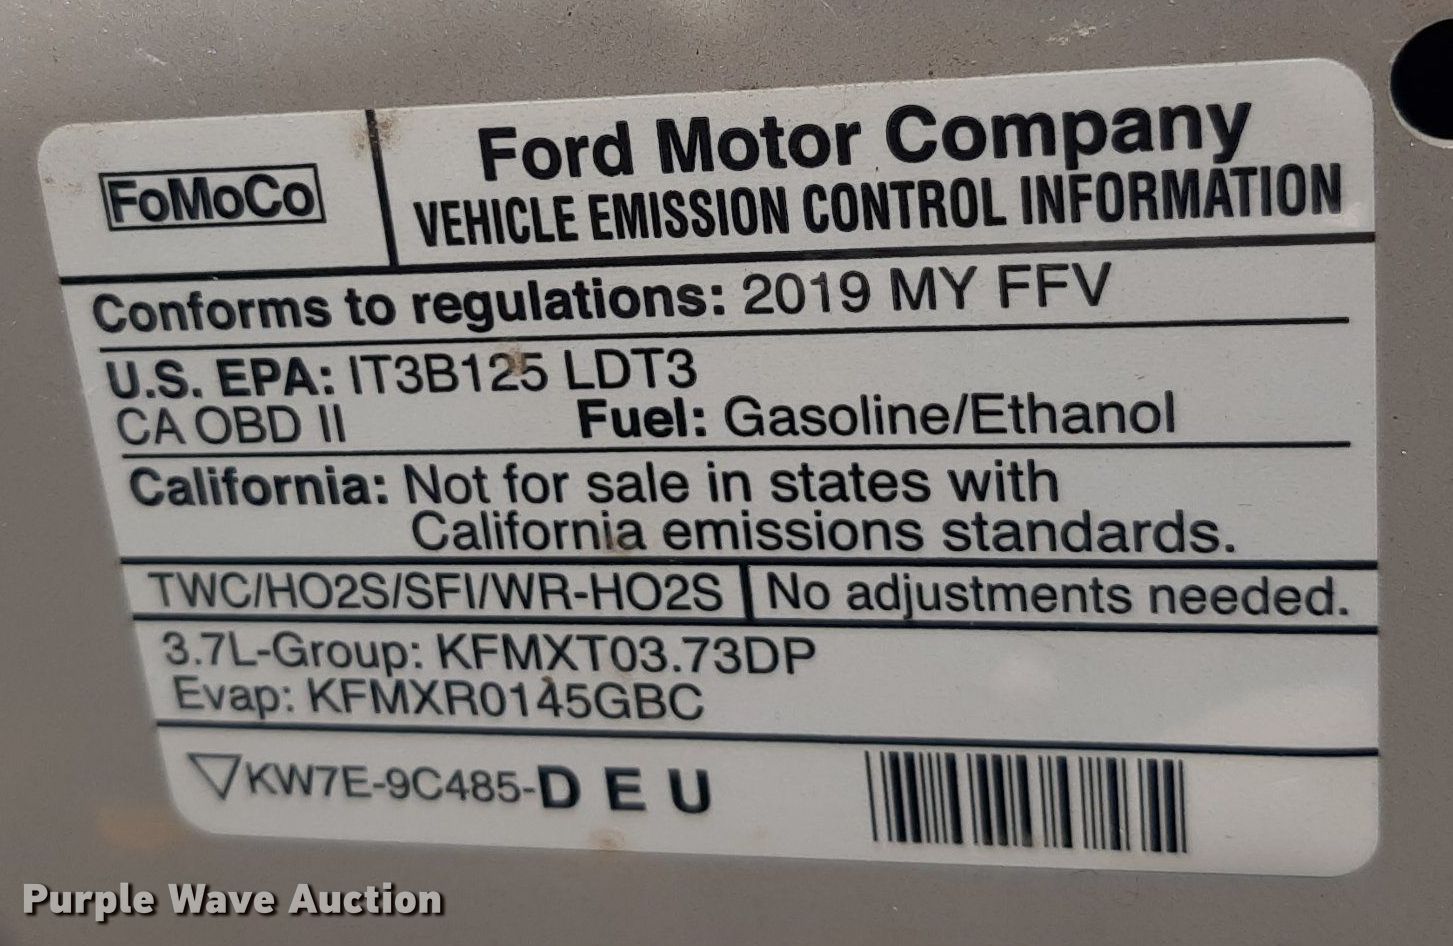 FoMoCo
Ford Motor Company
VEHICLE EMISSION CONTROL INFORMATION
Conforms to regulations: 2019 MY FFV
U.S. EPA: IT3B125 LDT3
CA OBD II Fuel: Gasoline/Ethanol
California: Not for sale in states with
California emissions standards.
TWC/HO2S/SFI/WR-HO2S No adjustments needed.
3.7L-Group: KFMXT03.73DP
Evap: KFMXR0145GBC
KW7E-9C485-D E U
Purple Wave Auction